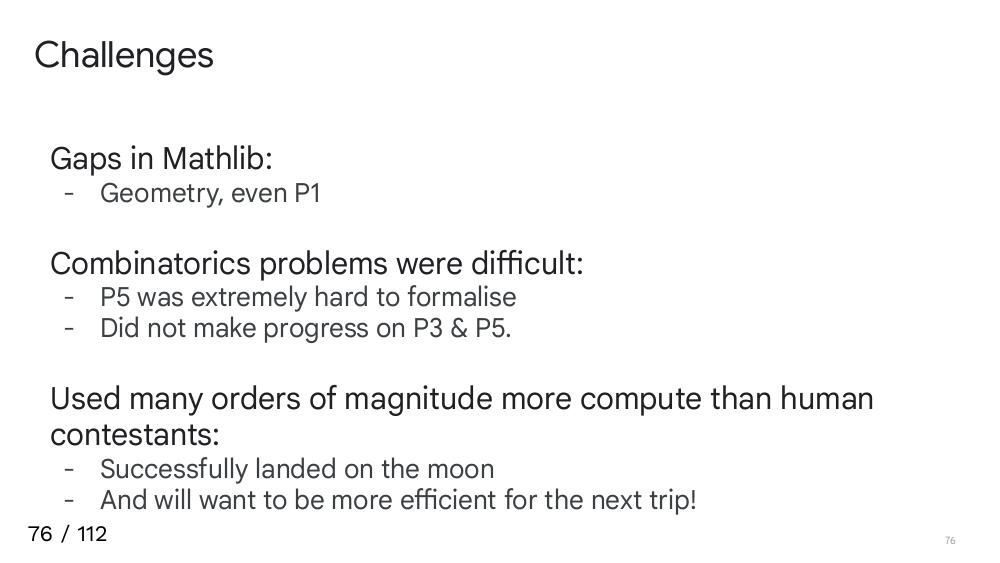 Challenges
Gaps in Mathlib:
- Geometry, even P1
Combinatorics problems were difficult:
- P5 was extremely hard to formalise
- Did not make progress on P3 & P5.
Used many orders of magnitude more compute than human
contestants:
- Successfully landed on the moon
- And will want to be more efficient for the next trip!
76 / 112
76